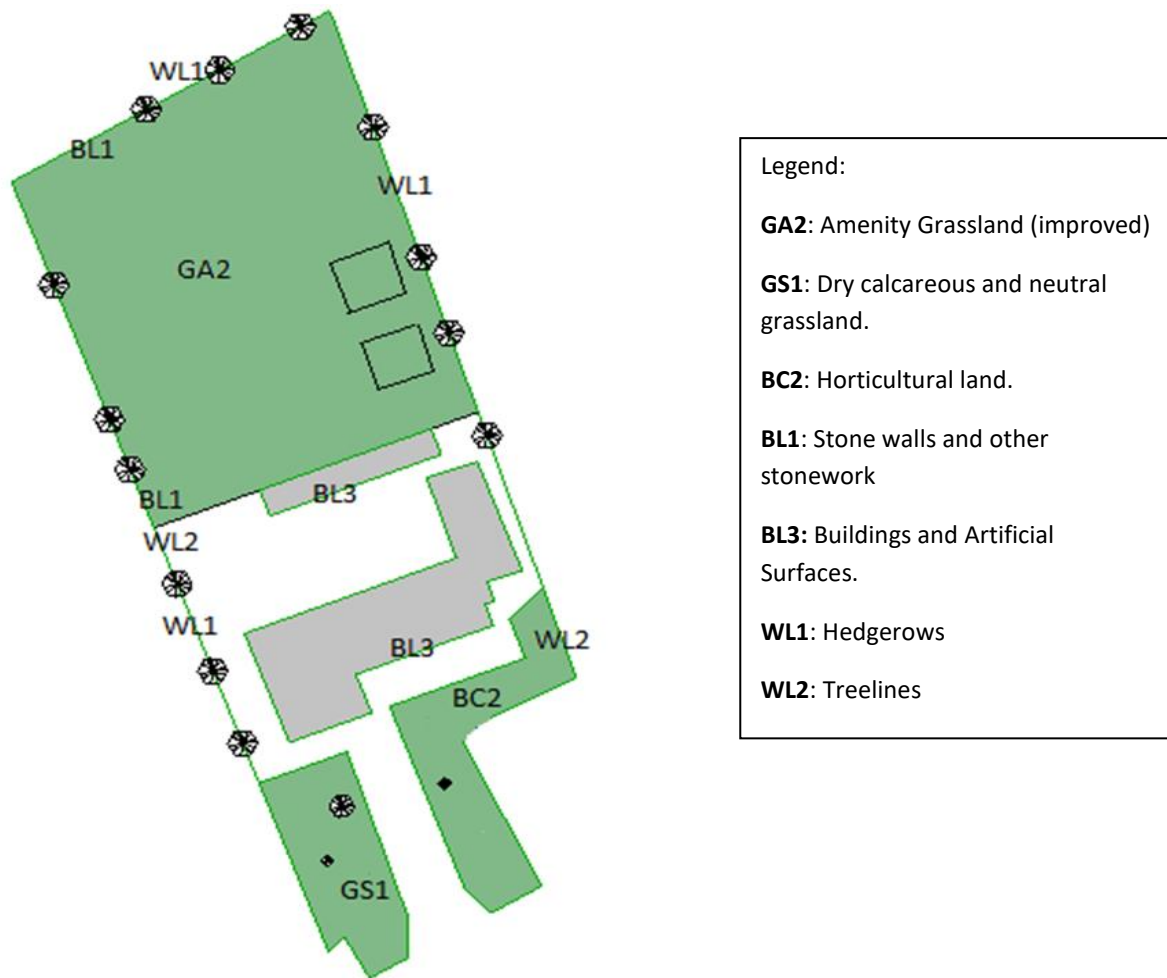 WL1
BL1
WL1
GA2
BL1
BL3
WL2
WL1
BL3
WL2
BC2
GS1
Legend:
GA2: Amenity Grassland (improved)
GS1: Dry calcareous and neutral
grassland.
BC2: Horticultural land.
BL1: Stone walls and other
stonework
BL3: Buildings and Artificial
Surfaces.
WL1: Hedgerows
WL2: Treelines